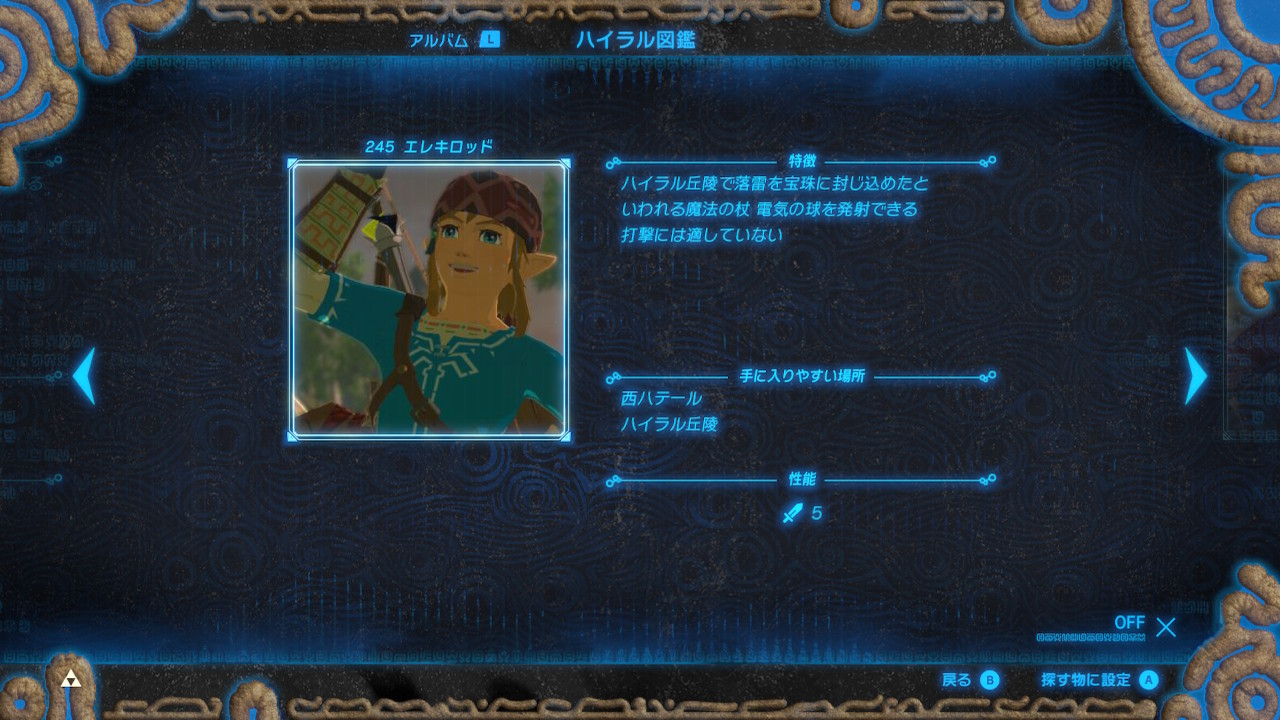 アルバム L
ハイラル図鑑
245 エレキロッド
特徴
ハイラル丘陵で落雷を宝珠に封じ込めたと
いわれる魔法の杖 電気の球を発射できる
打撃には適していない
手に入りやすい場所
西ハテール
ハイラル丘陵
性能
5
OFF
戻る B
探す物に設定 A